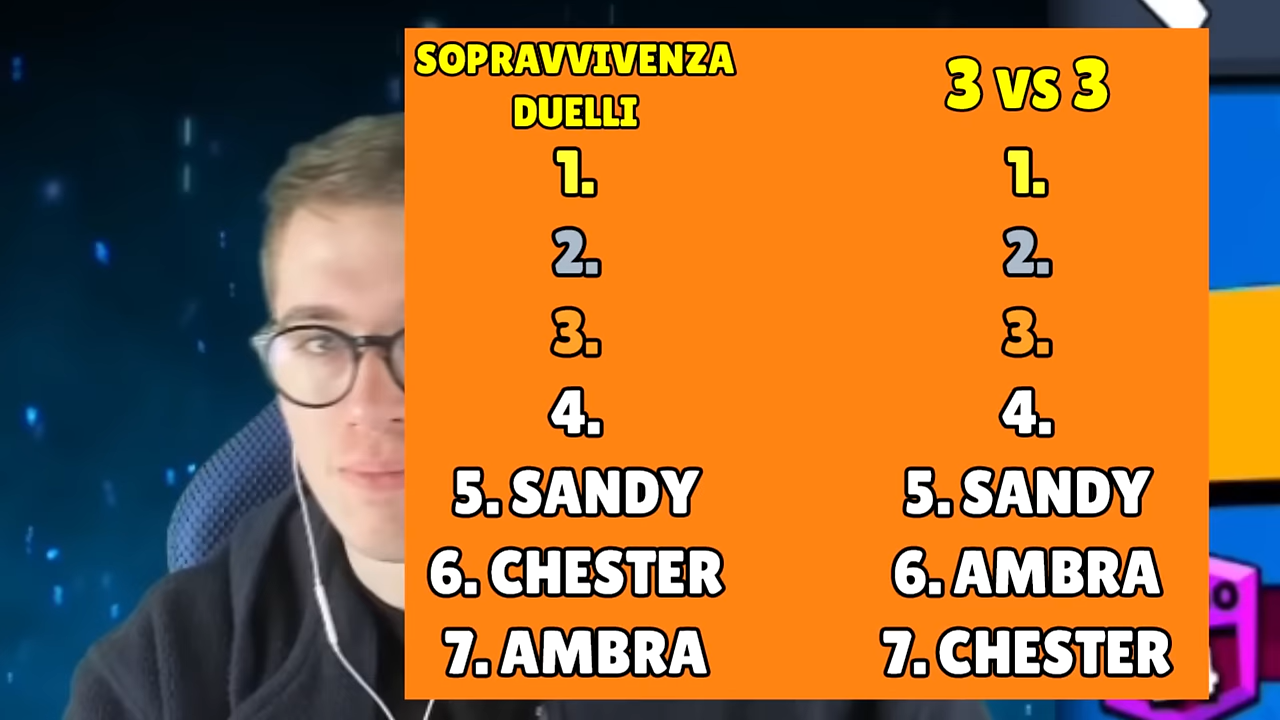 SOPRAVVIVENZA
DUELLI
1.
2.
3.
4.
5. SANDY
6. CHESTER
7. AMBRA
3 VS 3
1.
2.
3.
4.
5. SANDY
6. AMBRA
7. CHESTER